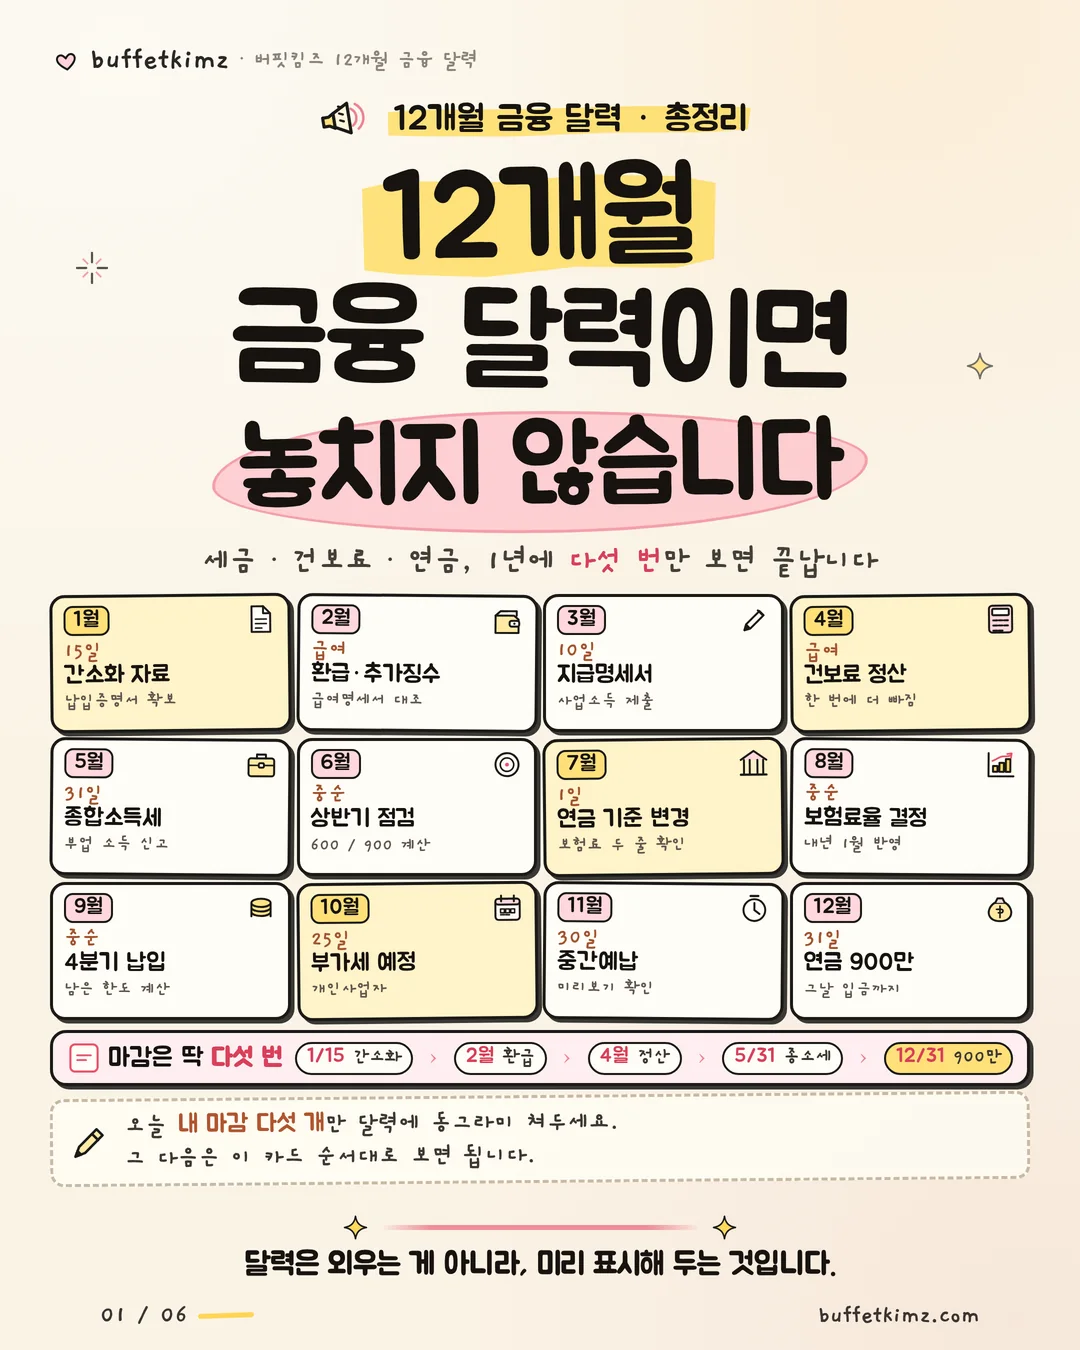 buffetkimz · 버핏킴즈 12개월 금융 달력
12개월 금융 달력 · 총정리
12개월
금융 달력이면
놓치지 않습니다
세금 · 건보료 · 연금, 1년에 다섯 번만 보면 끝납니다
1월
15일
간소화 자료
납입증명서 확보
2월
급여
환급·추가징수
급여명세서 대조
3월
10일
지급명세서
사업소득 제출
4월
급여
건보료 정산
한 번에 더 빠짐
5월
31일
종합소득세
부업 소득 신고
6월
중순
상반기 점검
600 / 900 계산
7월
1일
연금 기준 변경
보험료 두 줄 확인
8월
중순
보험료율 결정
내년 1월 반영
9월
중순
4분기 납입
남은 한도 계산
10월
25일
부가세 예정
개인사업자
11월
30일
중간예납
미리보기 확인
12월
31일
연금 900만
그날 입금까지
마감은 딱 다섯 번 1/15 간소화 › 2월 환급 › 4월 정산 › 5/31 종소세 › 12/31 900만
오늘 내 마감 다섯 개만 달력에 동그라미 쳐두세요.
그 다음은 이 카드 순서대로 보면 됩니다.
달력은 외우는 게 아니라, 미리 표시해 두는 것입니다.
01 / 06
buffetkimz.com